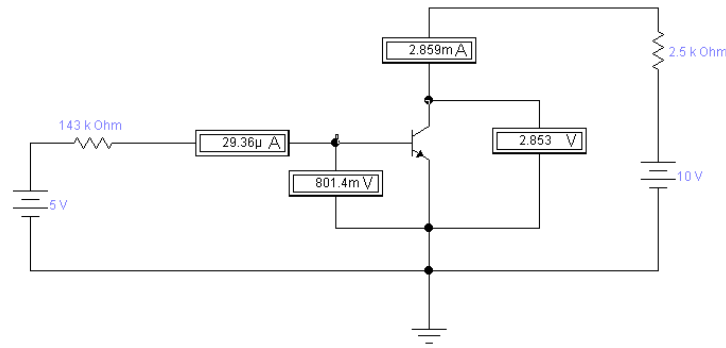 2.859m A
2.5 k Ohm
143 k Ohm
29.36µ A
2.853 V
801.4m V
5 V
10 V